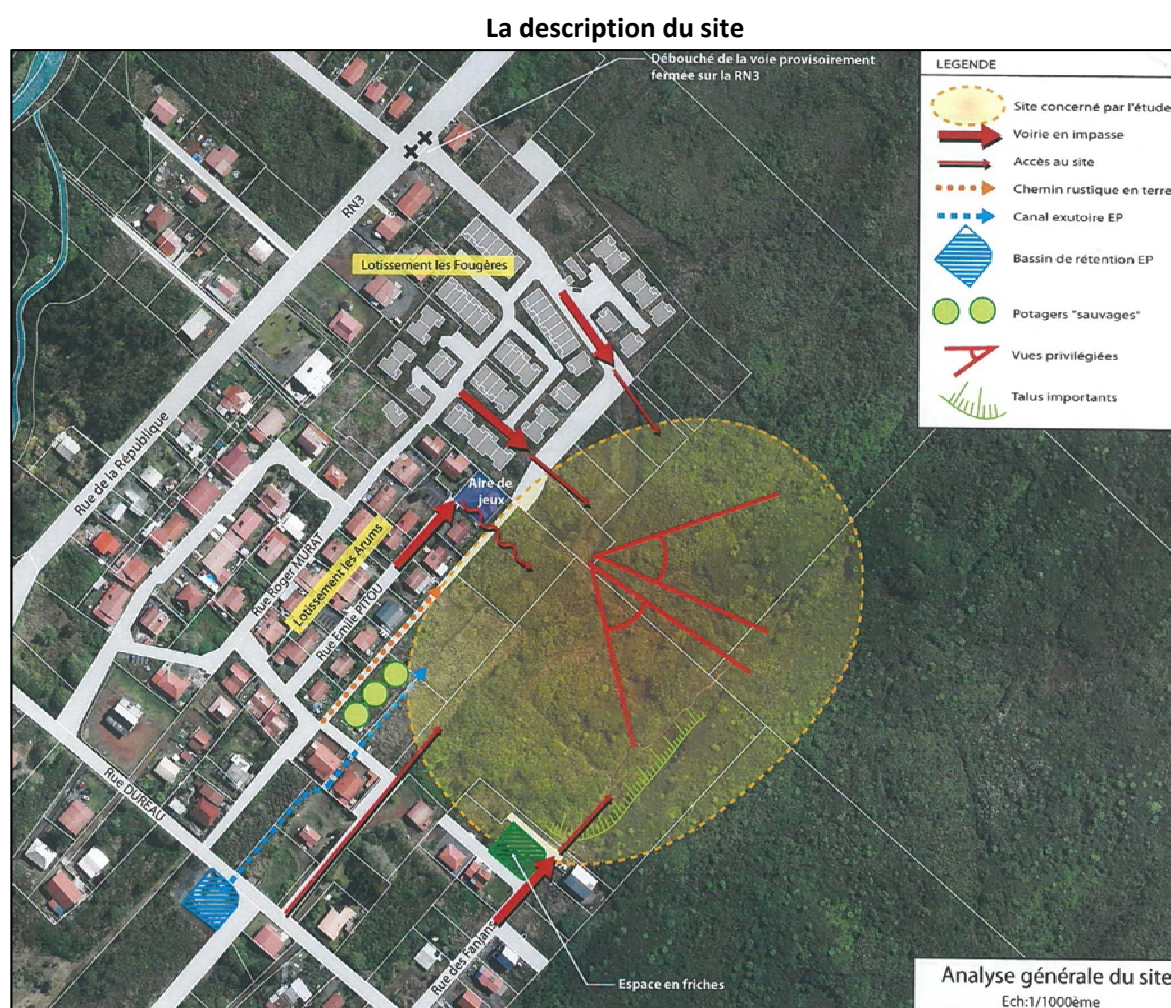 La description du site
Débouché de la voie provisoirement
fermée sur la RN3
LEGENDE
Site concerné par l'étude
Voirie en impasse
Accès au site
Chemin rustique en terre
Canal exutoire EP
Bassin de rétention EP
Potagers "sauvages"
Vues privilégiées
Talus importants
RN3
Lotissement les Fougères
Rue de la République
Aire de
jeux
Rue Roger MURAT
Lotissement les Arums
Rue Emile PITOU
Rue DUREAU
Rue des Fanjans
Espace en friches
Analyse générale du site
Ech:1/1000ème